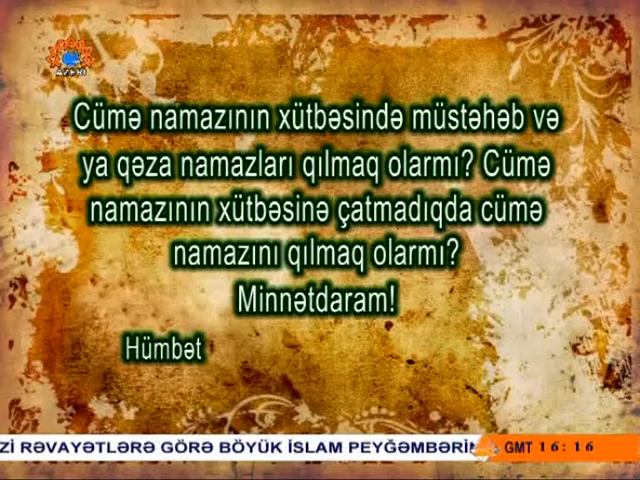 AZERI
Cümə namazının xütbəsində müstəhəb və
ya qəza namazları qılmaq olarmı? Cümə
namazının xütbəsinə çatmadıqda cümə
namazını qılmaq olarmı?
Minnətdaram!
Hümbət
ZI RƏVAYƏTLƏRƏ GÖRƏ BÖYÜK İSLAM PEYĞƏMBƏRİN
GMT 16:16